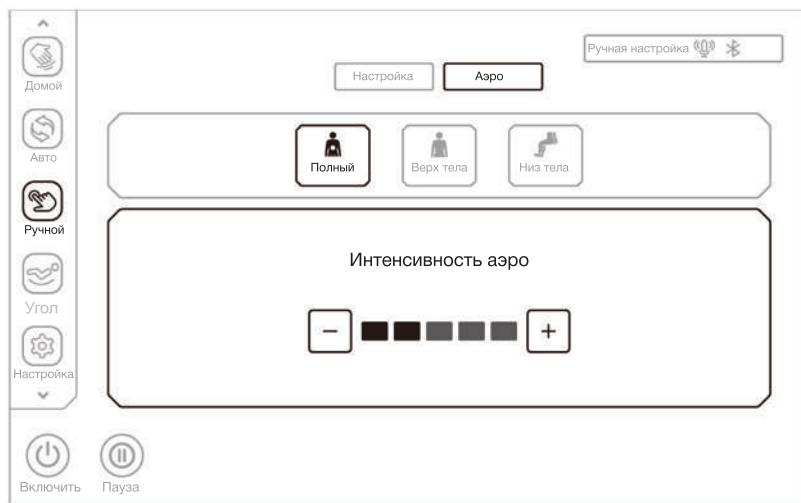 Домой
Авто
Ручной
Угол
Настройка
Включить
Пауза
Ручная настройка
Настройка
Аэро
Полный
Верх тела
Низ тела
Интенсивность аэро
− +